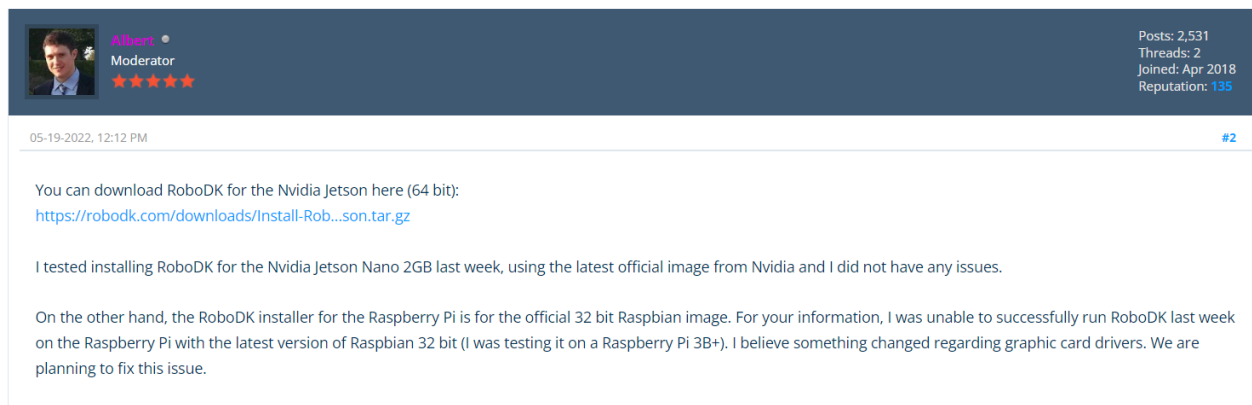 Albert
Moderator
Posts: 2,531
Threads: 2
Joined: Apr 2018
Reputation: 135
05-19-2022, 12:12 PM
#2
You can download RoboDK for the Nvidia Jetson here (64 bit):
https://robodk.com/downloads/Install-Rob...son.tar.gz
I tested installing RoboDK for the Nvidia Jetson Nano 2GB last week, using the latest official image from Nvidia and I did not have any issues.
On the other hand, the RoboDK installer for the Raspberry Pi is for the official 32 bit Raspbian image. For your information, I was unable to successfully run RoboDK last week
on the Raspberry Pi with the latest version of Raspbian 32 bit (I was testing it on a Raspberry Pi 3B+). I believe something changed regarding graphic card drivers. We are
planning to fix this issue.